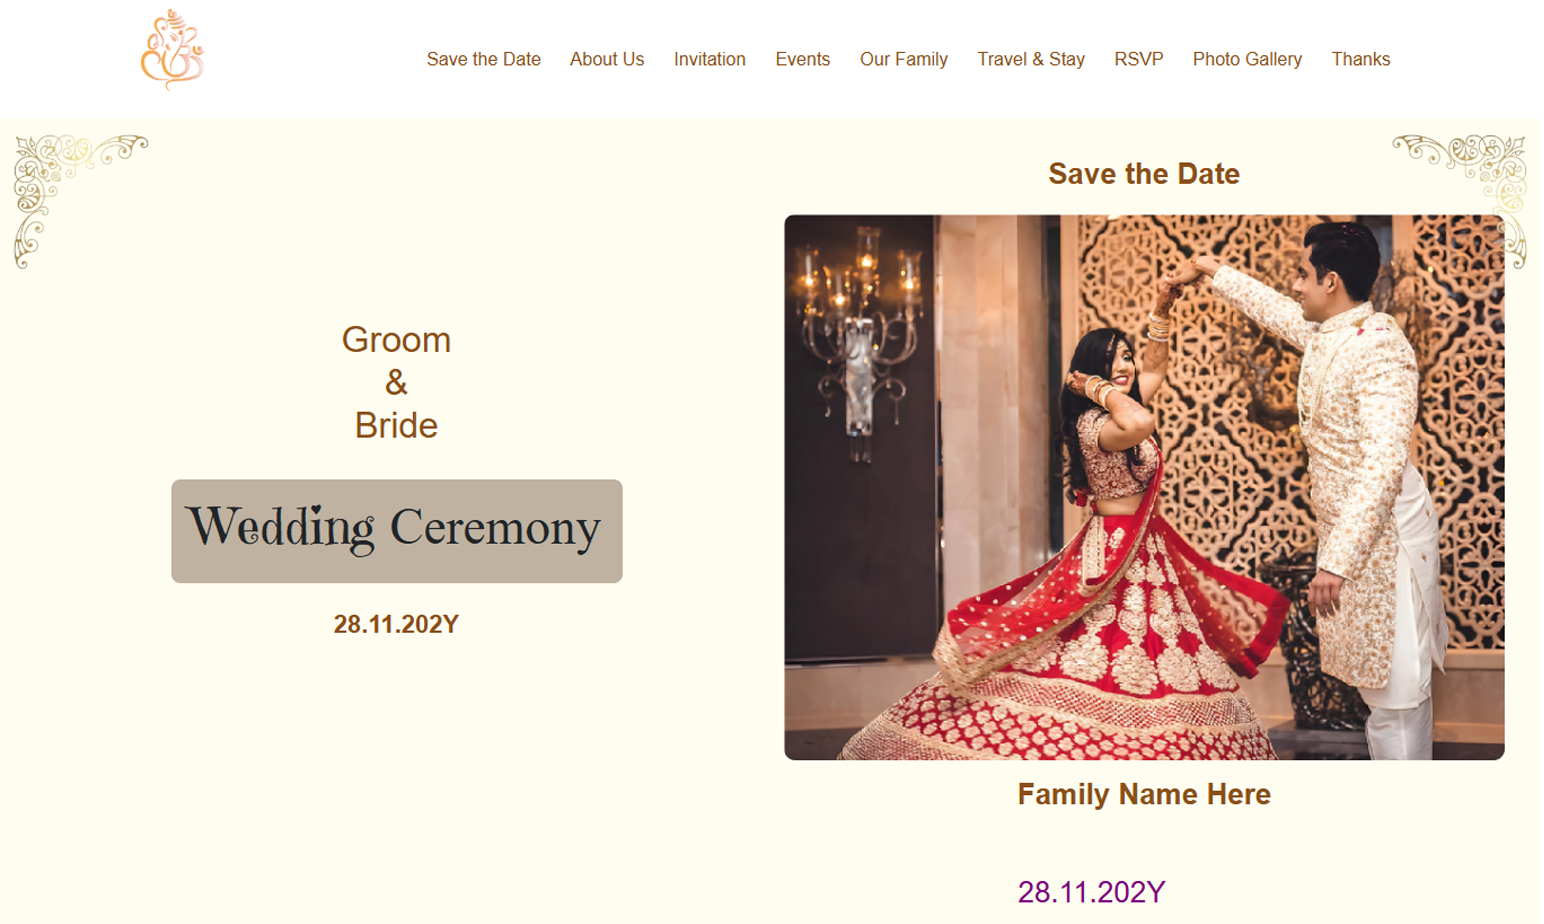 Save the Date About Us Invitation Events Our Family Travel & Stay RSVP Photo Gallery Thanks
Groom
&
Bride
Wedding Ceremony
28.11.202Y
Save the Date
Family Name Here
28.11.202Y